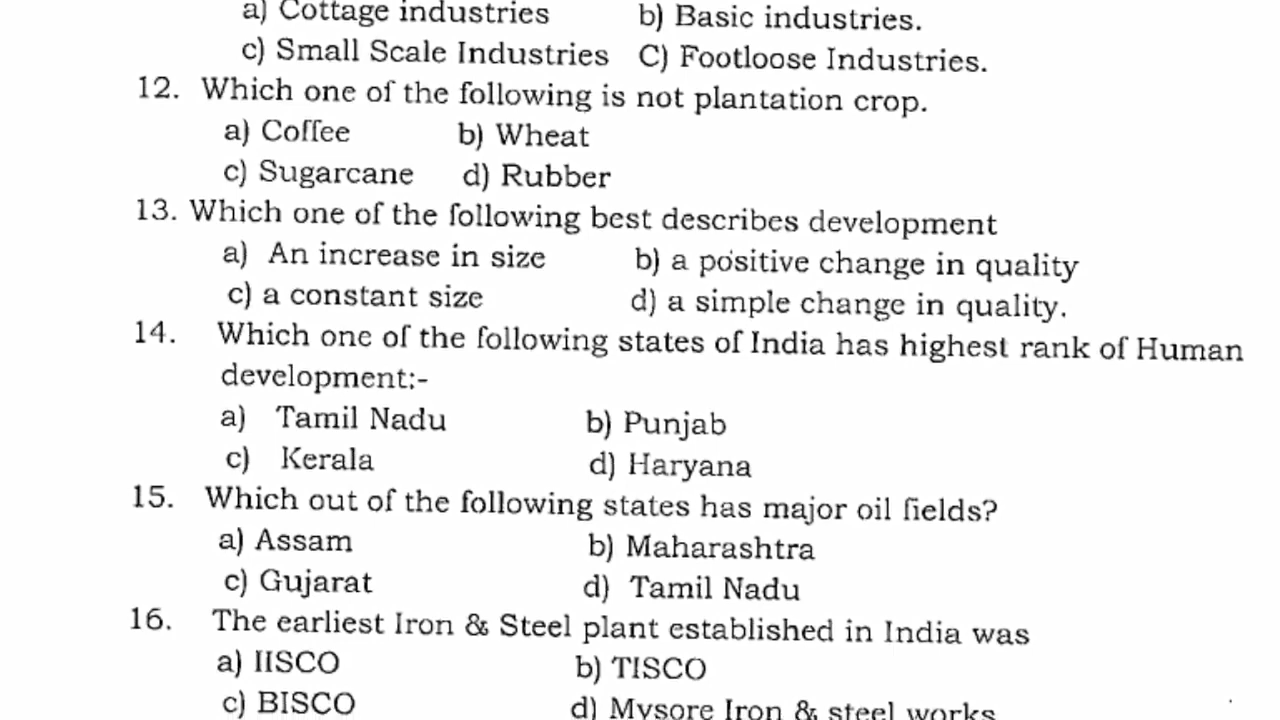 a) Cottage industries b) Basic industries.
c) Small Scale Industries C) Footloose Industries.
12. Which one of the following is not plantation crop.
a) Coffee b) Wheat
c) Sugarcane d) Rubber
13. Which one of the following best describes development
a) An increase in size b) a positive change in quality
c) a constant size d) a simple change in quality.
14. Which one of the following states of India has highest rank of Human
development:-
a) Tamil Nadu b) Punjab
c) Kerala d) Haryana
15. Which out of the following states has major oil fields?
a) Assam b) Maharashtra
c) Gujarat d) Tamil Nadu
16. The earliest Iron & Steel plant established in India was
a) IISCO b) TISCO
c) BISCO d) Mysore Iron & steel works